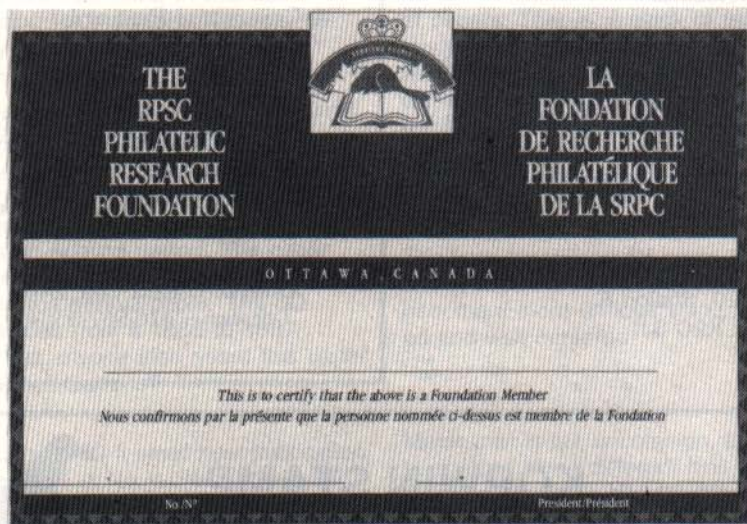 THE
RPSC
PHILATELIC
RESEARCH
FOUNDATION
LA
FONDATION
DE RECHERCHE
PHILATÉLIQUE
DE LA SRPC
OTTAWA, CANADA
This is to certify that the above is a Foundation Member
Nous confirmons par la présente que la personne nommée ci-dessus est membre de la Fondation
No./Nº
President/Président